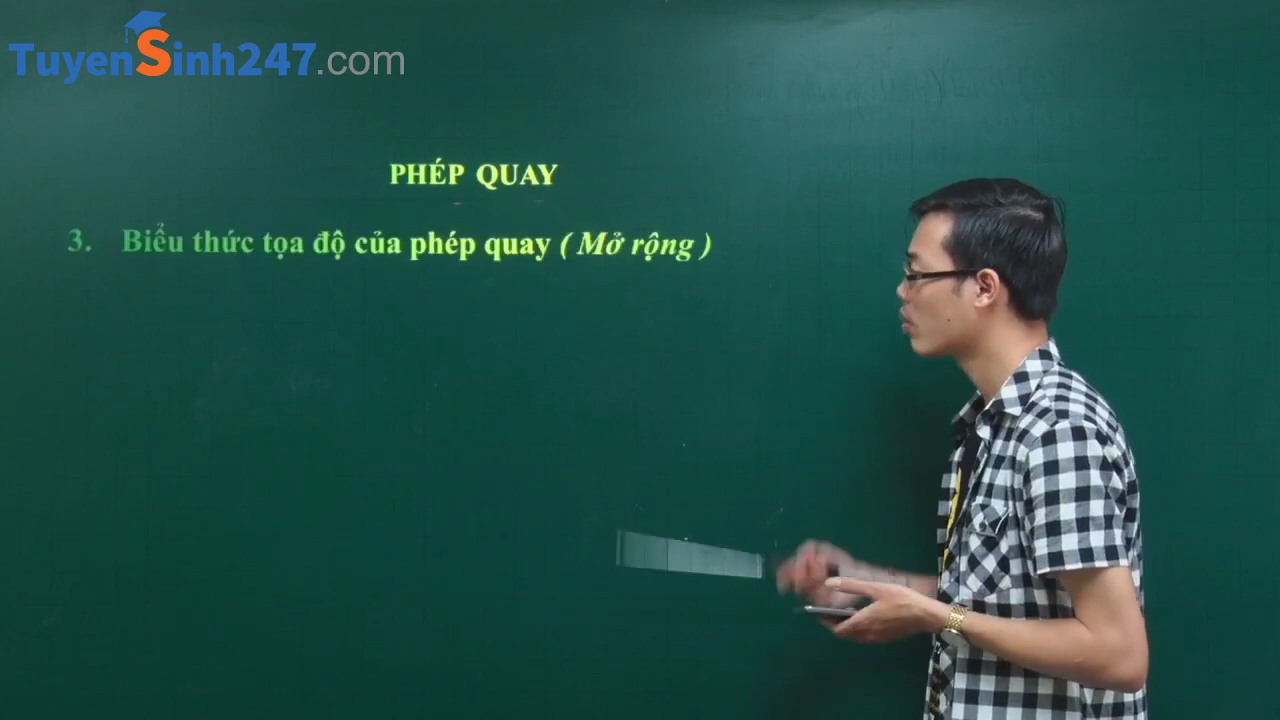 TuyenSinh247.com
PHÉP QUAY
3. Biểu thức tọa độ của phép quay ( Mở rộng )